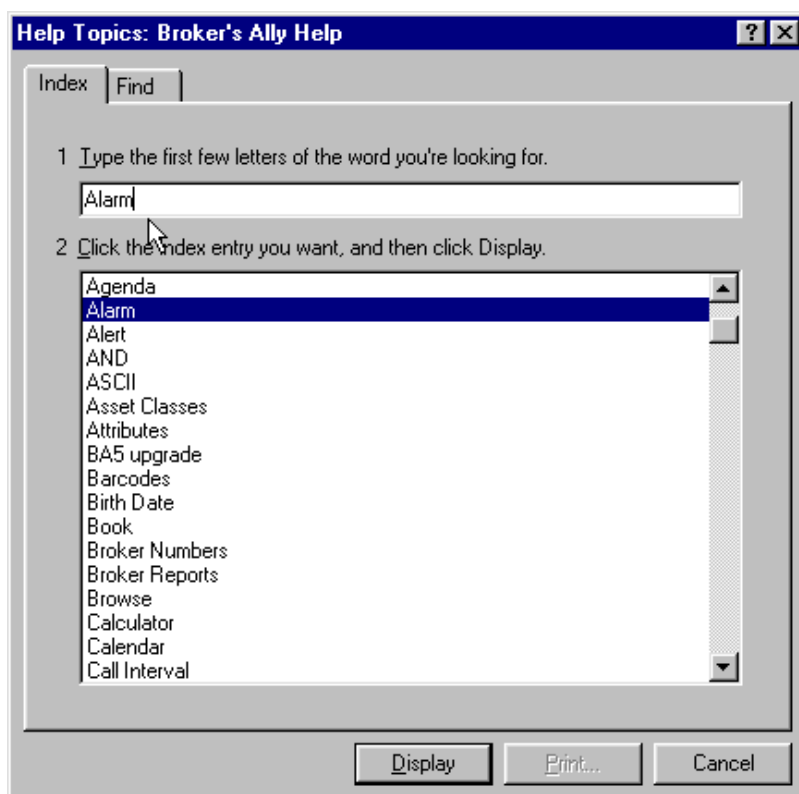 Help Topics: Broker's Ally Help
Index Find
1 Type the first few letters of the word you're looking for.
Alarm
2 Click the index entry you want, and then click Display.
Agenda
Alarm
Alert
AND
ASCII
Asset Classes
Attributes
BA5 upgrade
Barcodes
Birth Date
Book
Broker Numbers
Broker Reports
Browse
Calculator
Calendar
Call Interval
Display Print... Cancel